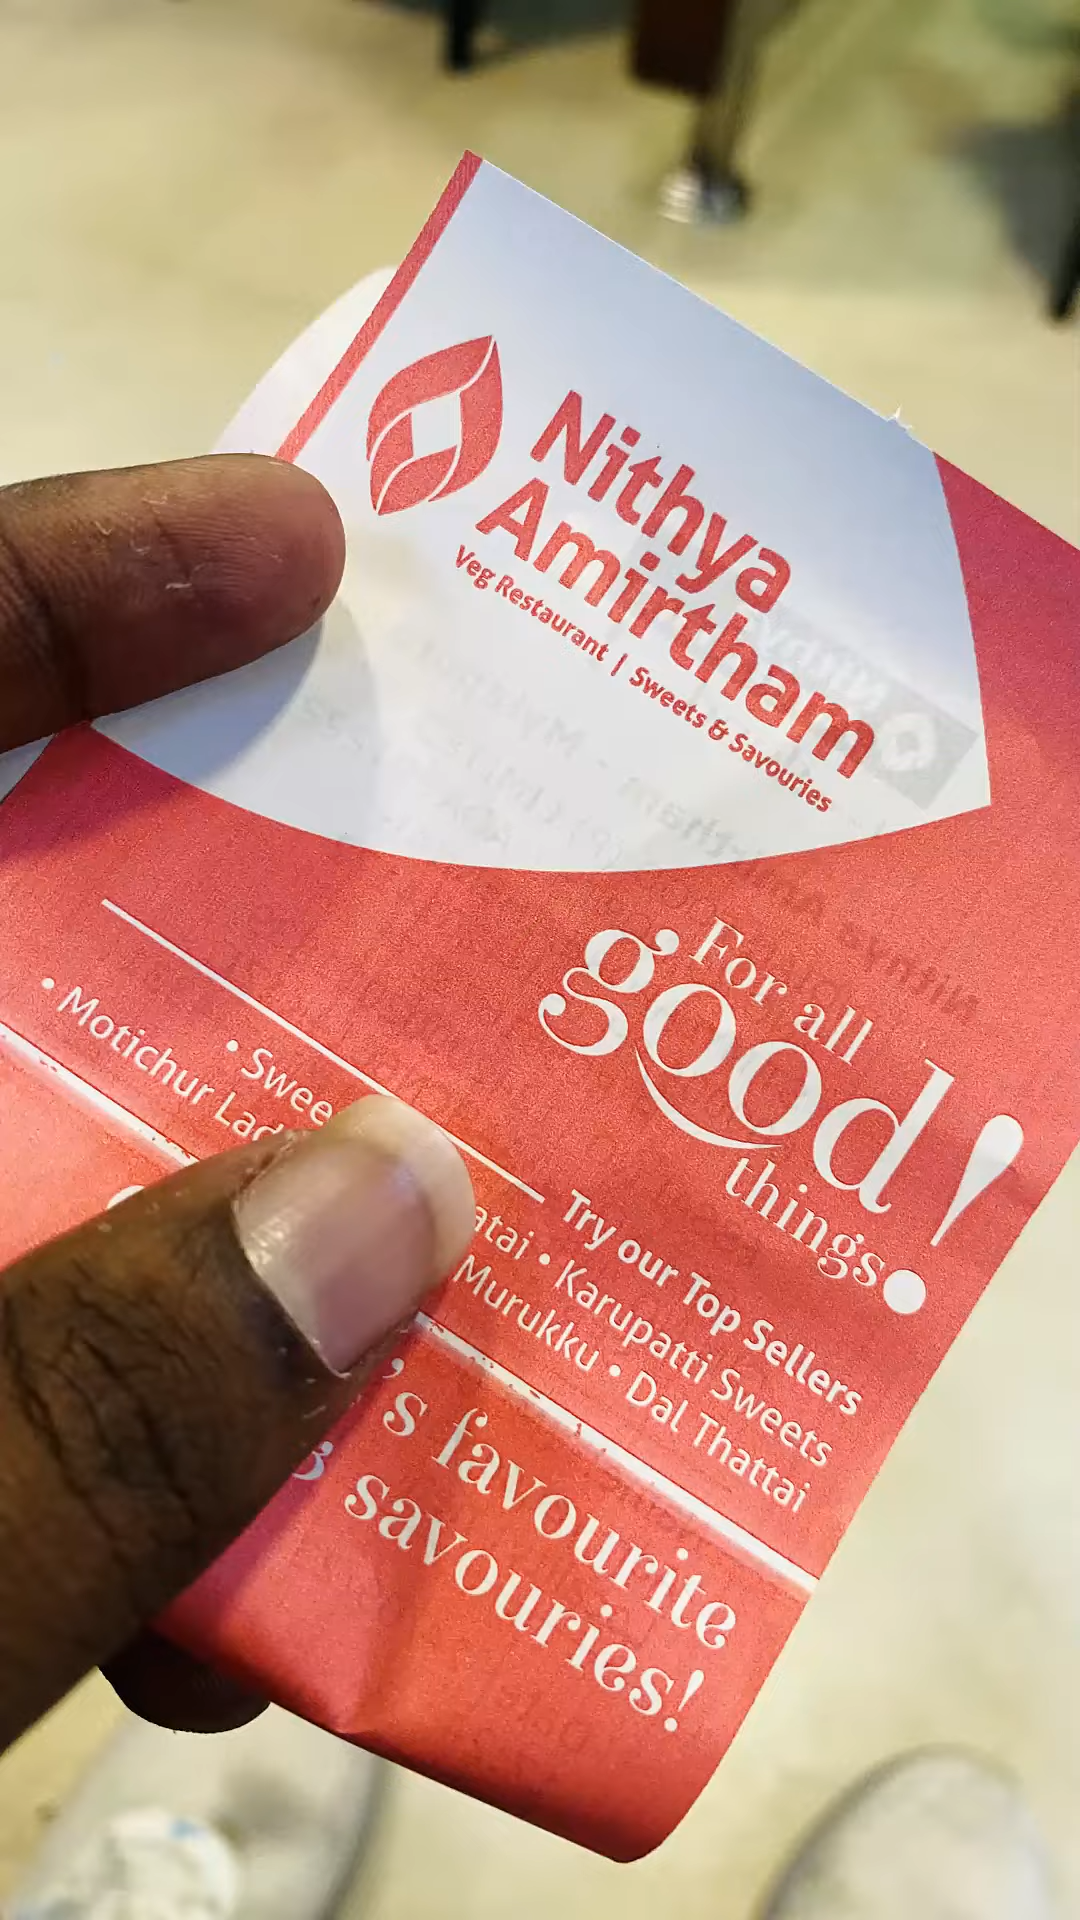 Nithya
Amirtham
Veg Restaurant | Sweets & Savouries
For all
good!
things
Try our Top Sellers
• Karupatti Sweets
• Motichur
Murukku • Dal Thattai
's favourite
savouries!